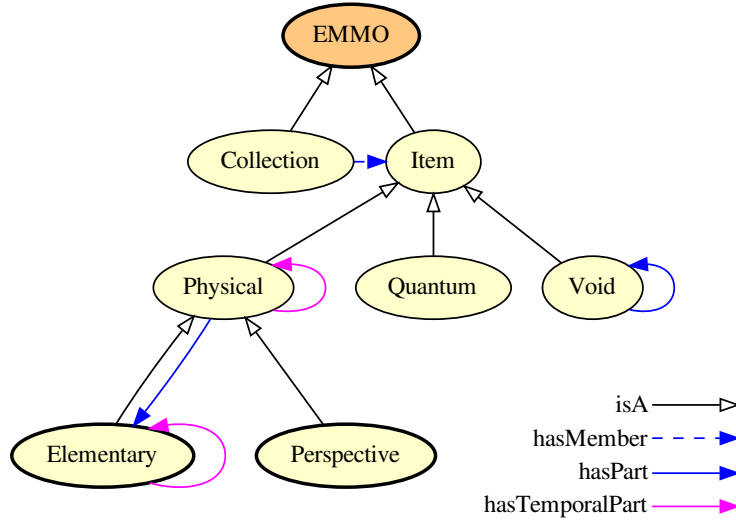 EMMO
Collection
Item
Physical
Quantum
Void
isA
hasMember
Elementary
Perspective
hasPart
hasTemporalPart